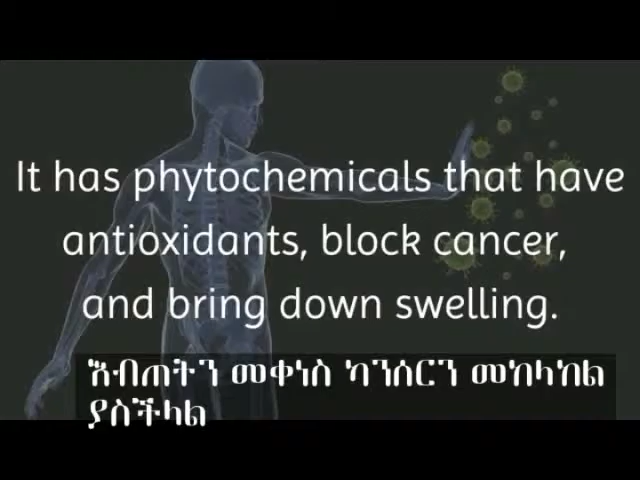 It has phytochemicals that have
antioxidants, block cancer,
and bring down swelling.
እብጠትን መቀነስ ካንሰርን መከላከል
ያስችላል